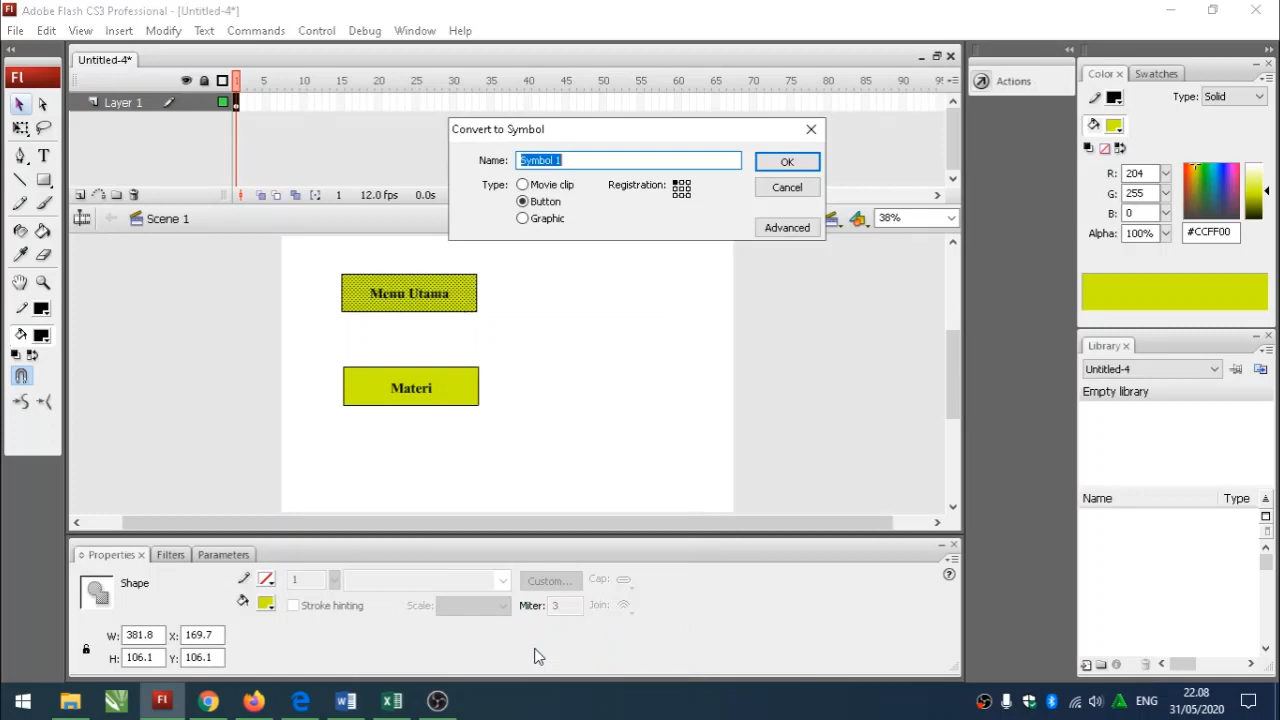 Fl Adobe Flash CS3 Professional - [Untitled-4*]
File Edit View Insert Modify Text Commands Control Debug Window Help
Fl
Untitled-4*
1 5 10 15 20 25 30 35 40 45 50 55 60 65 70 75 80 85 90 95
Layer 1
1 12.0 fps 0.0s
Scene 1
38%
Convert to Symbol
Name: Symbol 1
OK
Type: Movie clip
Registration:
Cancel
Button
Graphic
Advanced
Menu Utama
Materi
Actions
Color Swatches
Type: Solid
R: 204
G: 255
B: 0
Alpha: 100%
#CCFF00
Library
Untitled-4
Empty library
Name Type
Properties Filters Parameters
Shape
1
Custom...
Cap:
Stroke hinting
Scale:
Miter: 3
Join:
W: 381.8 X: 169.7
H: 106.1 Y: 106.1
ENG
22.08
31/05/2020